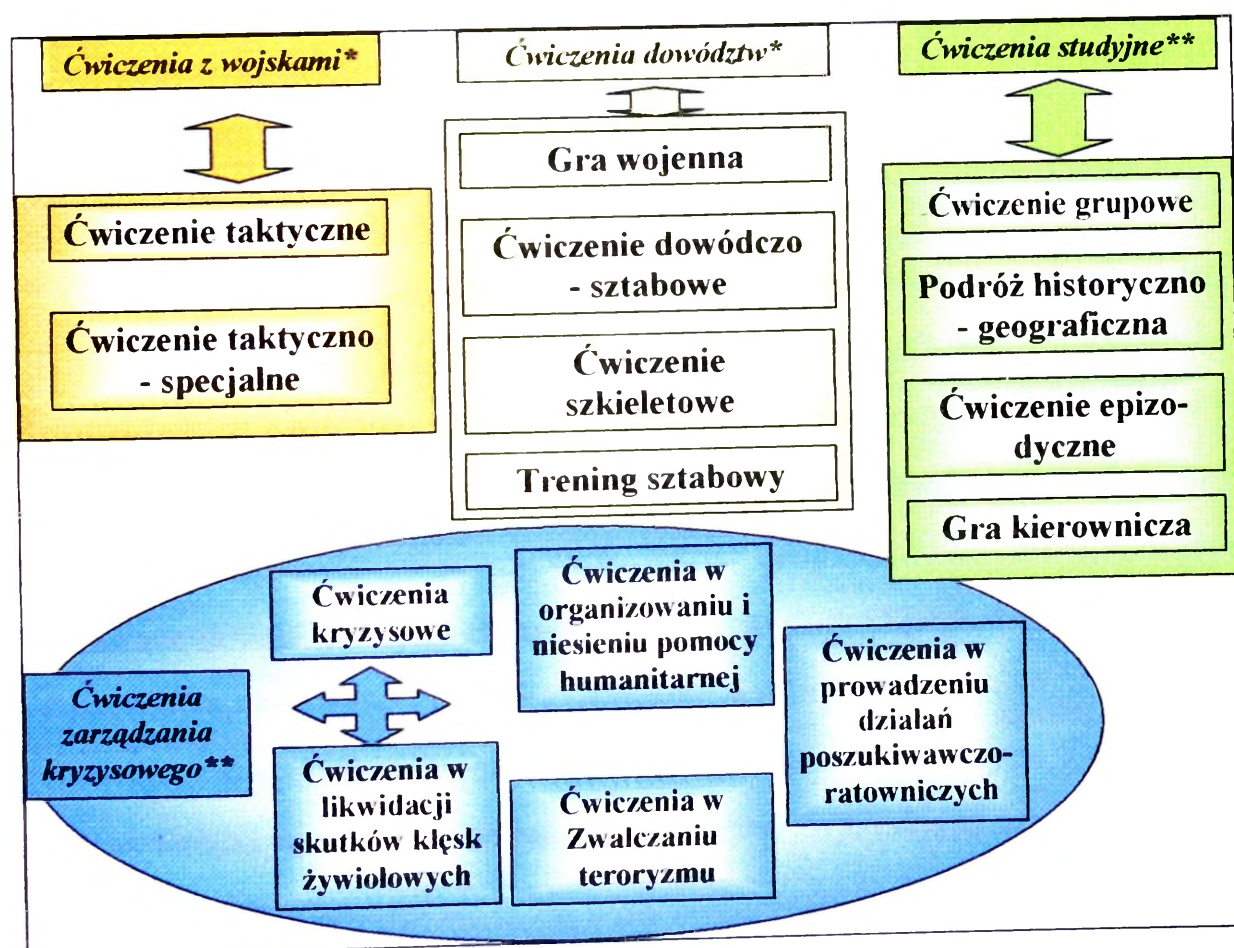 Ćwiczenia z wojskami*
Ćwiczenia dowództw*
Ćwiczenia studyjne**
Ćwiczenie taktyczne
Ćwiczenie taktyczno
- specjalne
Gra wojenna
Ćwiczenie dowódczo
- sztabowe
Ćwiczenie
szkieletowe
Trening sztabowy
Ćwiczenie grupowe
Podróż historyczno
- geograficzna
Ćwiczenie epizo-
dyczne
Gra kierownicza
Ćwiczenia
zarządzania
kryzysowego**
Ćwiczenia
kryzysowe
Ćwiczenia w
organizowaniu i
niesieniu pomocy
humanitarnej
Ćwiczenia w
prowadzeniu
działań
poszukiwawczo-
ratowniczych
Ćwiczenia w
likwidacji
skutków klęsk
żywiołowych
Ćwiczenia w
Zwalczaniu
teroryzmu